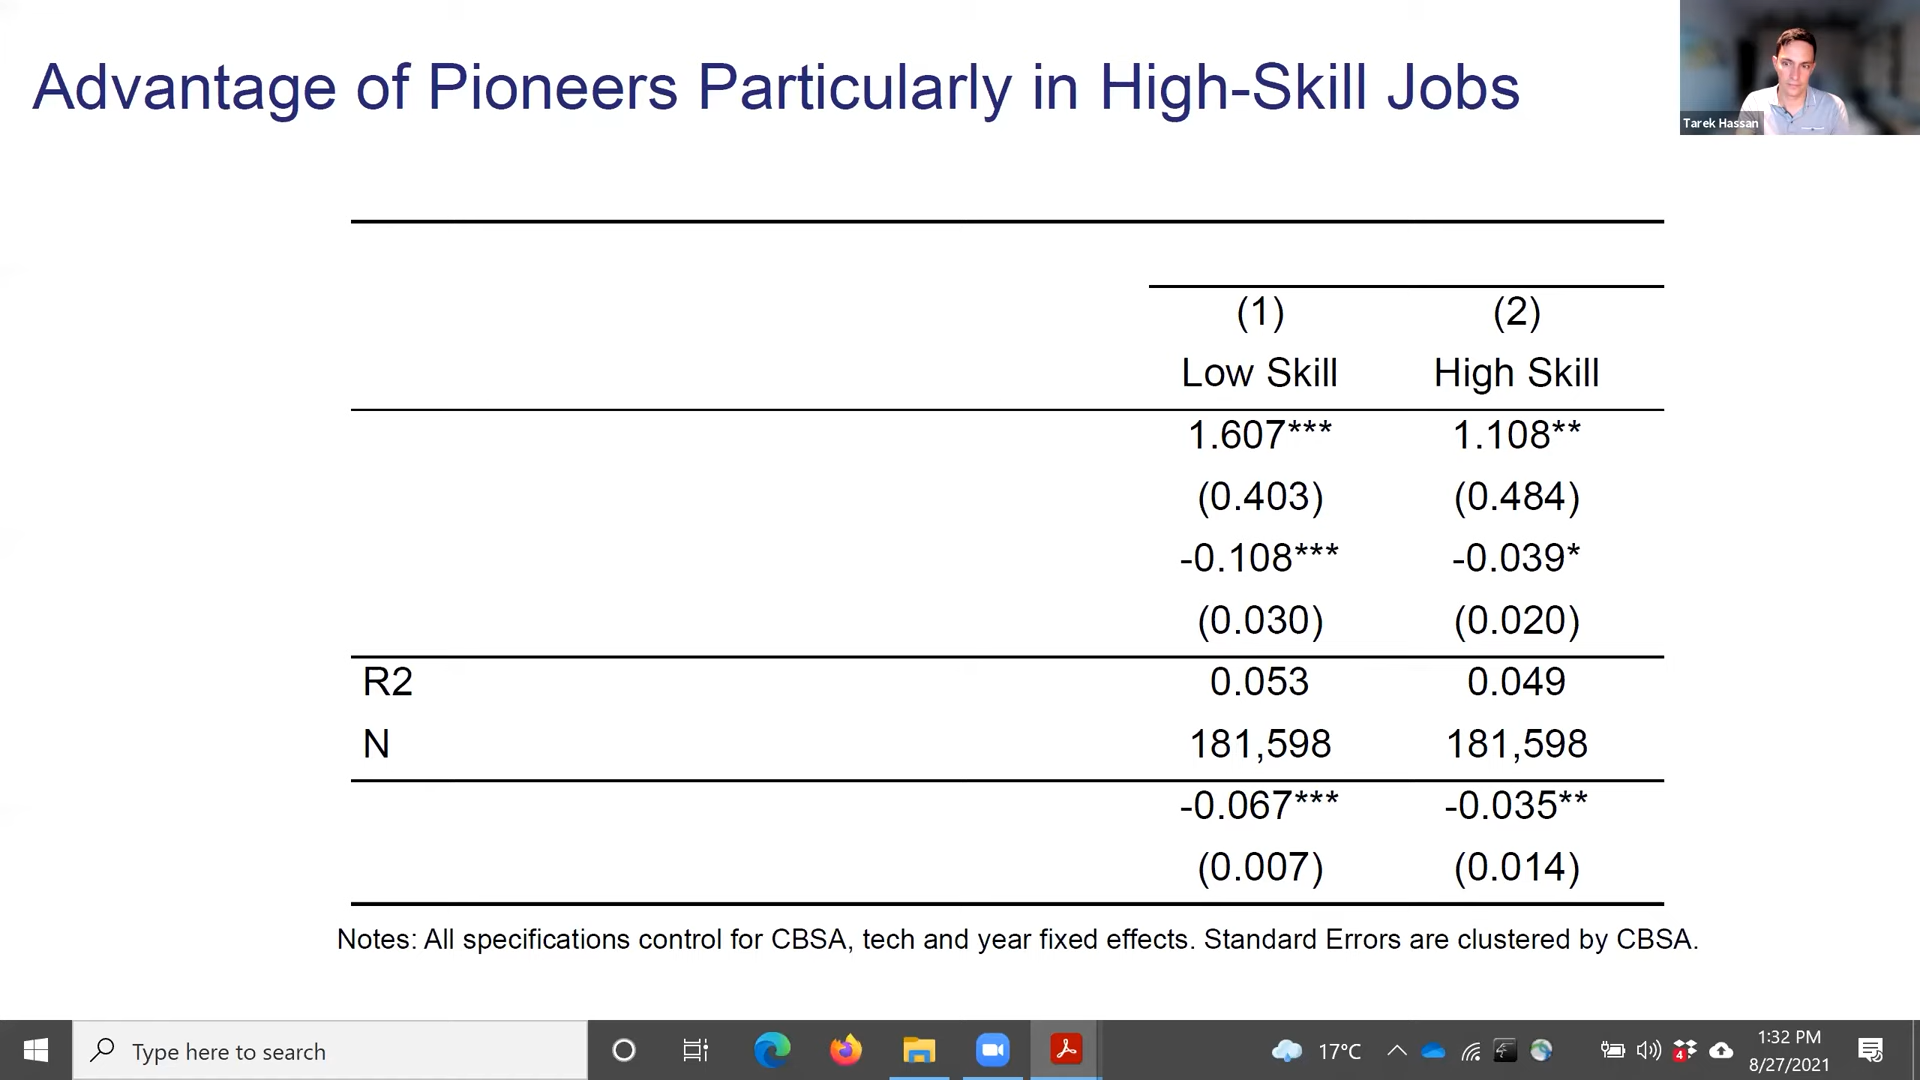 Advantage of Pioneers Particularly in High-Skill Jobs
Tarek Hassan
(1) (2)
Low Skill High Skill
1.607*** 1.108**
(0.403) (0.484)
-0.108*** -0.039*
(0.030) (0.020)
R2 0.053 0.049
N 181,598 181,598
-0.067*** -0.035**
(0.007) (0.014)
Notes: All specifications control for CBSA, tech and year fixed effects. Standard Errors are clustered by CBSA.
Type here to search
17°C
4
1:32 PM
8/27/2021